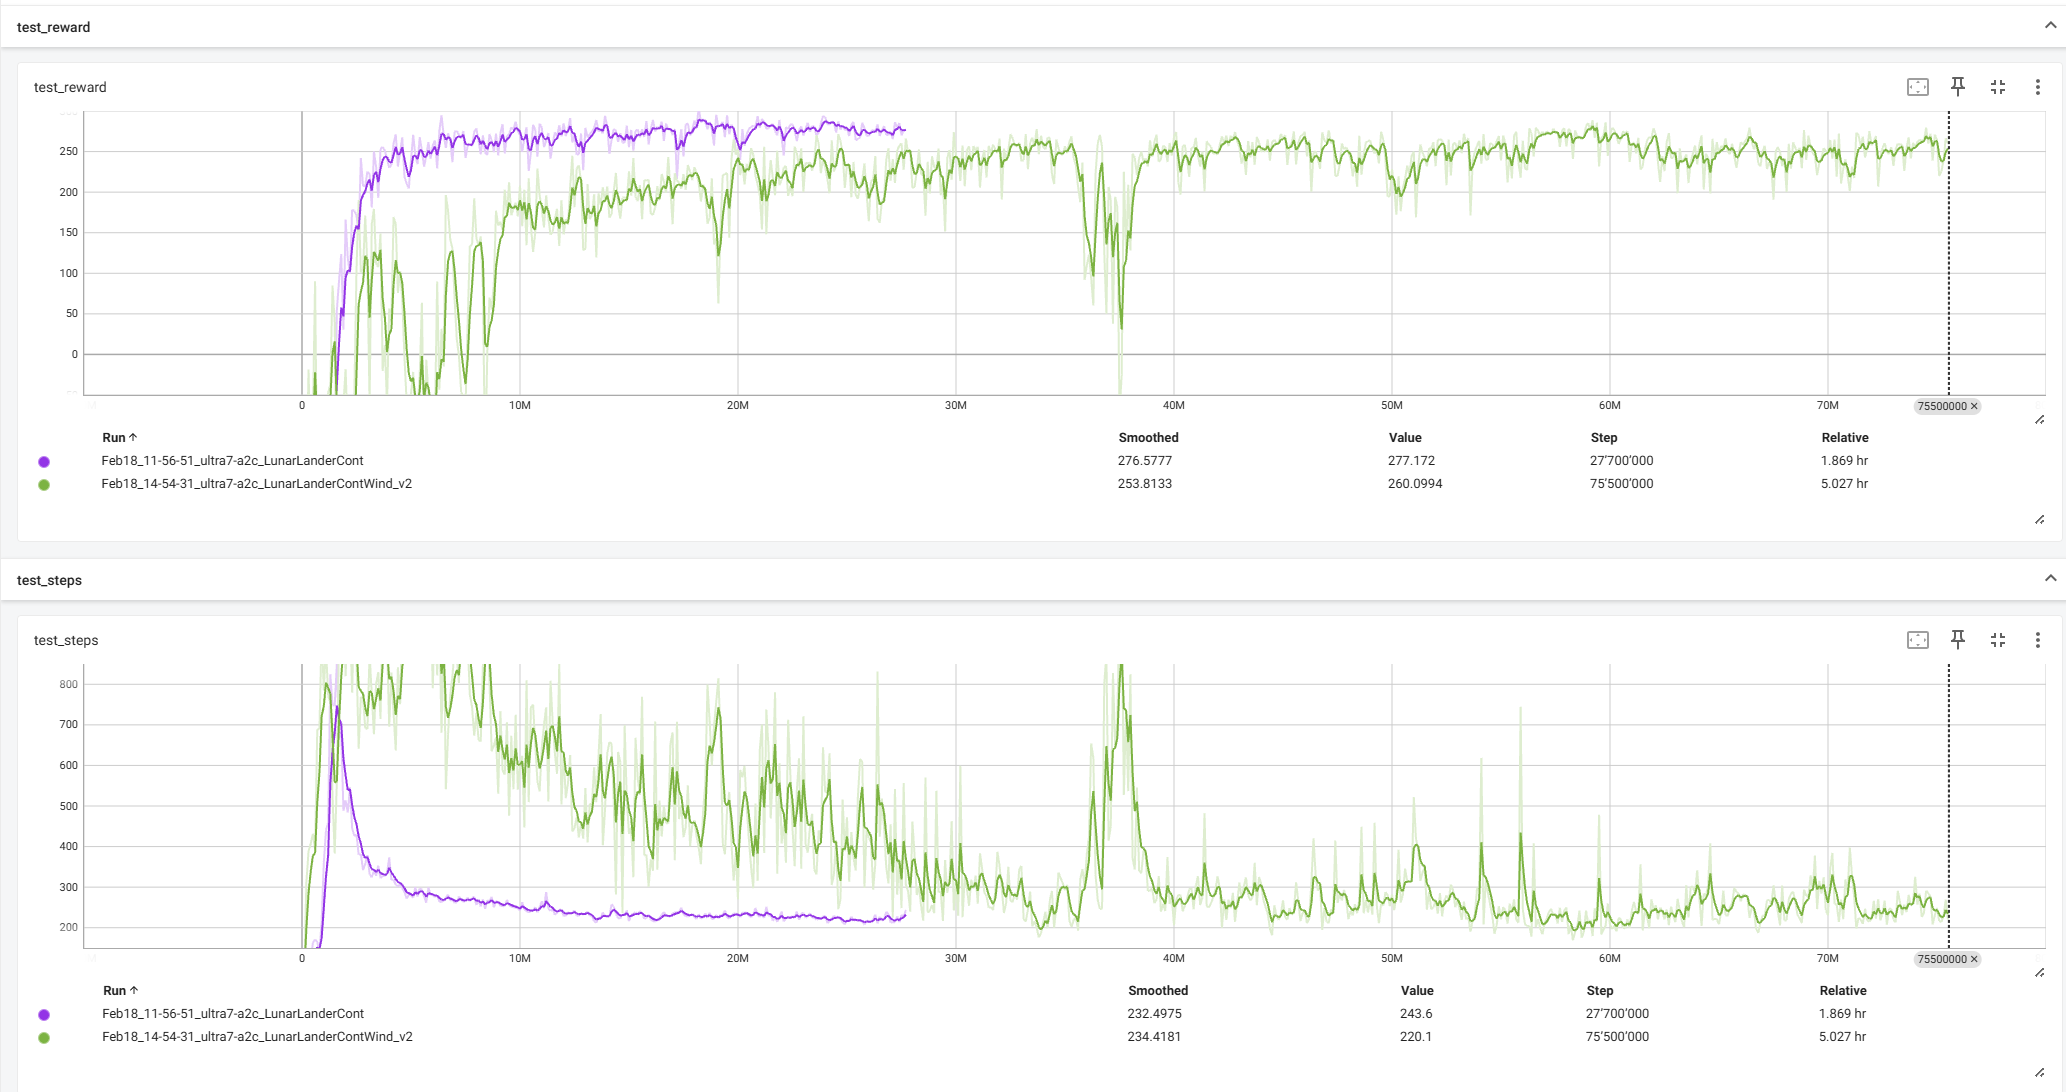 test_reward
test_reward
250
200
150
100
50
0
0 10M 20M 30M 40M 50M 60M 70M 75500000 ×
Run ↑ Smoothed Value Step Relative
Feb18_11-56-51_ultra7-a2c_LunarLanderCont 276.5777 277.172 27'700'000 1.869 hr
Feb18_14-54-31_ultra7-a2c_LunarLanderContWind_v2 253.8133 260.0994 75'500'000 5.027 hr
test_steps
test_steps
800
700
600
500
400
300
200
0 10M 20M 30M 40M 50M 60M 70M 75500000 ×
Run ↑ Smoothed Value Step Relative
Feb18_11-56-51_ultra7-a2c_LunarLanderCont 232.4975 243.6 27'700'000 1.869 hr
Feb18_14-54-31_ultra7-a2c_LunarLanderContWind_v2 234.4181 220.1 75'500'000 5.027 hr